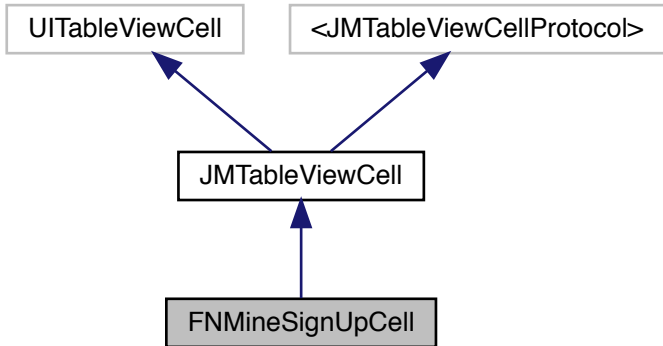 UITableViewCell
<JMTableViewCellProtocol>
JMTableViewCell
FNMineSignUpCell